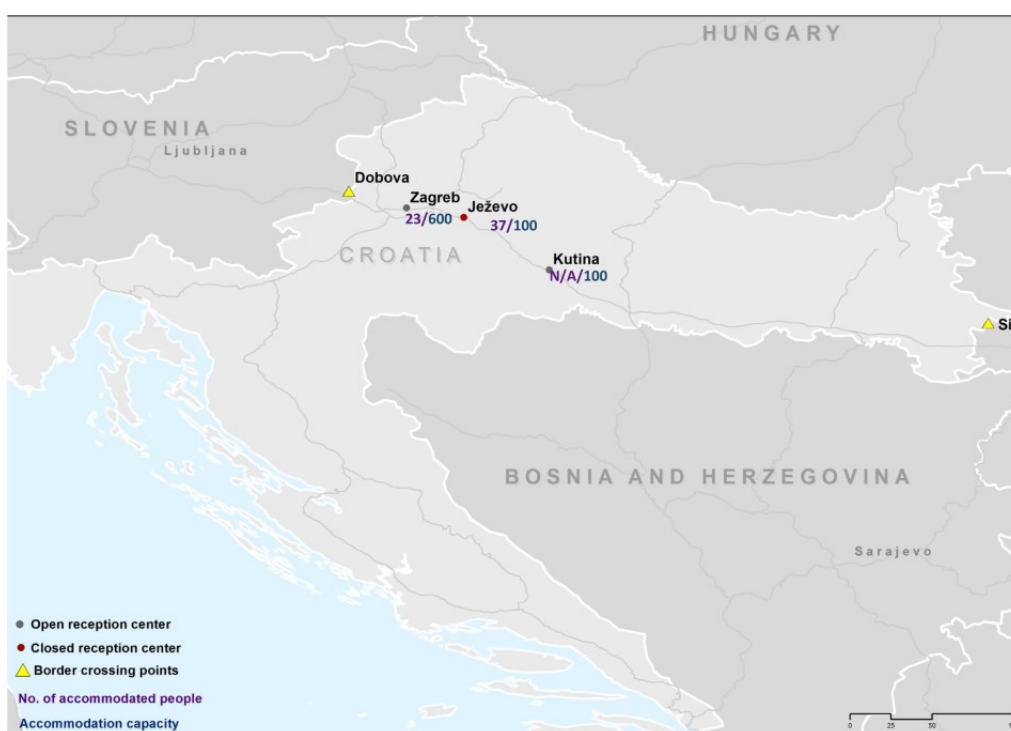 HUNGARY
SLOVENIA
Ljubljana
Dobova
Zagreb
23/600
Ježevo
37/100
CROATIA
Kutina
N/A/100
BOSNIA AND HERZEGOVINA
Sarajevo
Open reception center
Closed reception center
Border crossing points
No. of accommodated people
Accommodation capacity
0 25 50